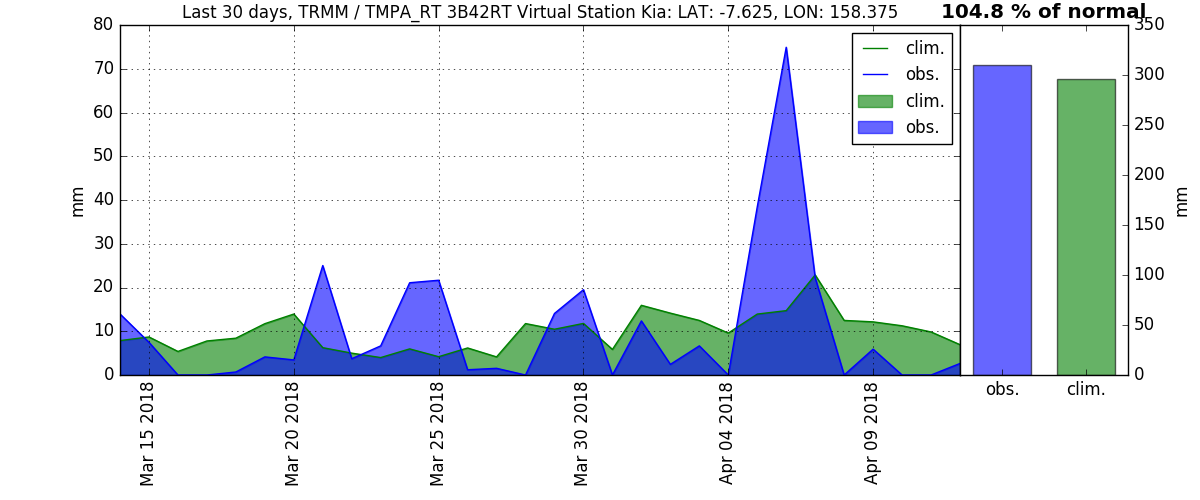 Last 30 days, TRMM / TMPA_RT 3B42RT Virtual Station Kia: LAT: -7.625, LON: 158.375
104.8 % of normal
80
70
60
50
40
30
20
10
0
mm
clim.
obs.
clim.
obs.
Mar 15 2018
Mar 20 2018
Mar 25 2018
Mar 30 2018
Apr 04 2018
Apr 09 2018
350
300
250
200
150
100
50
0
mm
obs.
clim.